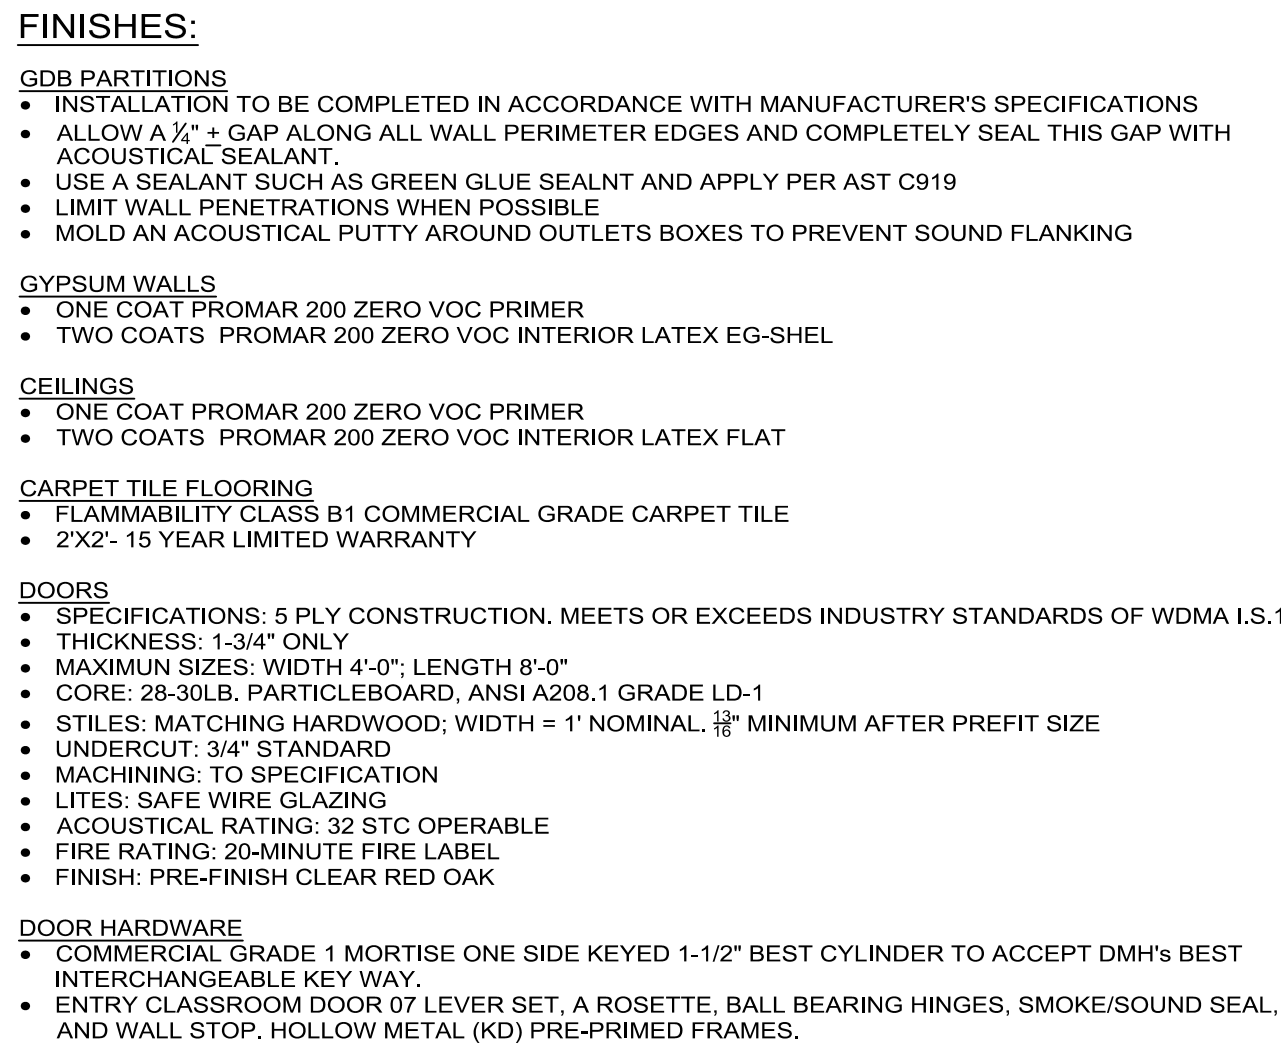 FINISHES:
GDB PARTITIONS
• INSTALLATION TO BE COMPLETED IN ACCORDANCE WITH MANUFACTURER'S SPECIFICATIONS
• ALLOW A ¼" ± GAP ALONG ALL WALL PERIMETER EDGES AND COMPLETELY SEAL THIS GAP WITH
ACOUSTICAL SEALANT.
• USE A SEALANT SUCH AS GREEN GLUE SEALNT AND APPLY PER AST C919
• LIMIT WALL PENETRATIONS WHEN POSSIBLE
• MOLD AN ACOUSTICAL PUTTY AROUND OUTLETS BOXES TO PREVENT SOUND FLANKING
GYPSUM WALLS
• ONE COAT PROMAR 200 ZERO VOC PRIMER
• TWO COATS PROMAR 200 ZERO VOC INTERIOR LATEX EG-SHEL
CEILINGS
• ONE COAT PROMAR 200 ZERO VOC PRIMER
• TWO COATS PROMAR 200 ZERO VOC INTERIOR LATEX FLAT
CARPET TILE FLOORING
• FLAMMABILITY CLASS B1 COMMERCIAL GRADE CARPET TILE
• 2'X2'- 15 YEAR LIMITED WARRANTY
DOORS
• SPECIFICATIONS: 5 PLY CONSTRUCTION. MEETS OR EXCEEDS INDUSTRY STANDARDS OF WDMA I.S.1
• THICKNESS: 1-3/4" ONLY
• MAXIMUN SIZES: WIDTH 4'-0"; LENGTH 8'-0"
• CORE: 28-30LB. PARTICLEBOARD, ANSI A208.1 GRADE LD-1
• STILES: MATCHING HARDWOOD; WIDTH = 1' NOMINAL. 13/16" MINIMUM AFTER PREFIT SIZE
• UNDERCUT: 3/4" STANDARD
• MACHINING: TO SPECIFICATION
• LITES: SAFE WIRE GLAZING
• ACOUSTICAL RATING: 32 STC OPERABLE
• FIRE RATING: 20-MINUTE FIRE LABEL
• FINISH: PRE-FINISH CLEAR RED OAK
DOOR HARDWARE
• COMMERCIAL GRADE 1 MORTISE ONE SIDE KEYED 1-1/2" BEST CYLINDER TO ACCEPT DMH's BEST
INTERCHANGEABLE KEY WAY.
• ENTRY CLASSROOM DOOR 07 LEVER SET, A ROSETTE, BALL BEARING HINGES, SMOKE/SOUND SEAL,
AND WALL STOP. HOLLOW METAL (KD) PRE-PRIMED FRAMES.